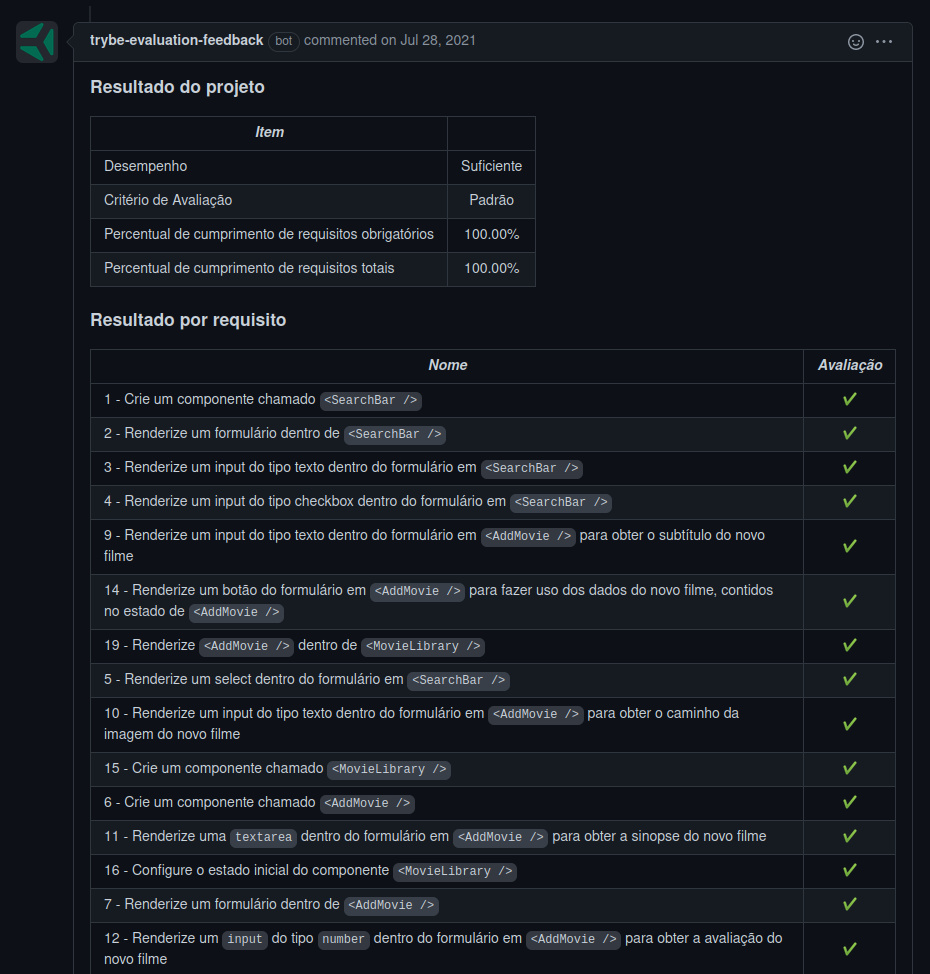 trybe-evaluation-feedback bot commented on Jul 28, 2021
Resultado do projeto
Item
Desempenho Suficiente
Critério de Avaliação Padrão
Percentual de cumprimento de requisitos obrigatórios 100.00%
Percentual de cumprimento de requisitos totais 100.00%
Resultado por requisito
Nome Avaliação
1 - Crie um componente chamado <SearchBar />
2 - Renderize um formulário dentro de <SearchBar />
3 - Renderize um input do tipo texto dentro do formulário em <SearchBar />
4 - Renderize um input do tipo checkbox dentro do formulário em <SearchBar />
9 - Renderize um input do tipo texto dentro do formulário em <AddMovie /> para obter o subtítulo do novo
filme
14 - Renderize um botão do formulário em <AddMovie /> para fazer uso dos dados do novo filme, contidos
no estado de <AddMovie />
19 - Renderize <AddMovie /> dentro de <MovieLibrary />
5 - Renderize um select dentro do formulário em <SearchBar />
10 - Renderize um input do tipo texto dentro do formulário em <AddMovie /> para obter o caminho da
imagem do novo filme
15 - Crie um componente chamado <MovieLibrary />
6 - Crie um componente chamado <AddMovie />
11 - Renderize uma textarea dentro do formulário em <AddMovie /> para obter a sinopse do novo filme
16 - Configure o estado inicial do componente <MovieLibrary />
7 - Renderize um formulário dentro de <AddMovie />
12 - Renderize um input do tipo number dentro do formulário em <AddMovie /> para obter a avaliação do
novo filme